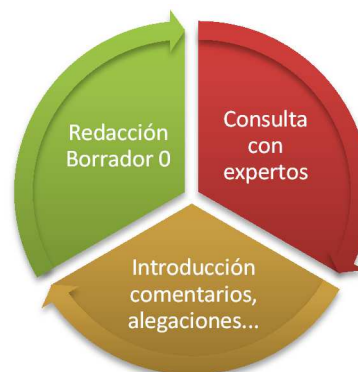 Redacción
Borrador 0
Consulta
con
expertos
Introducción
comentarios,
alegaciones...